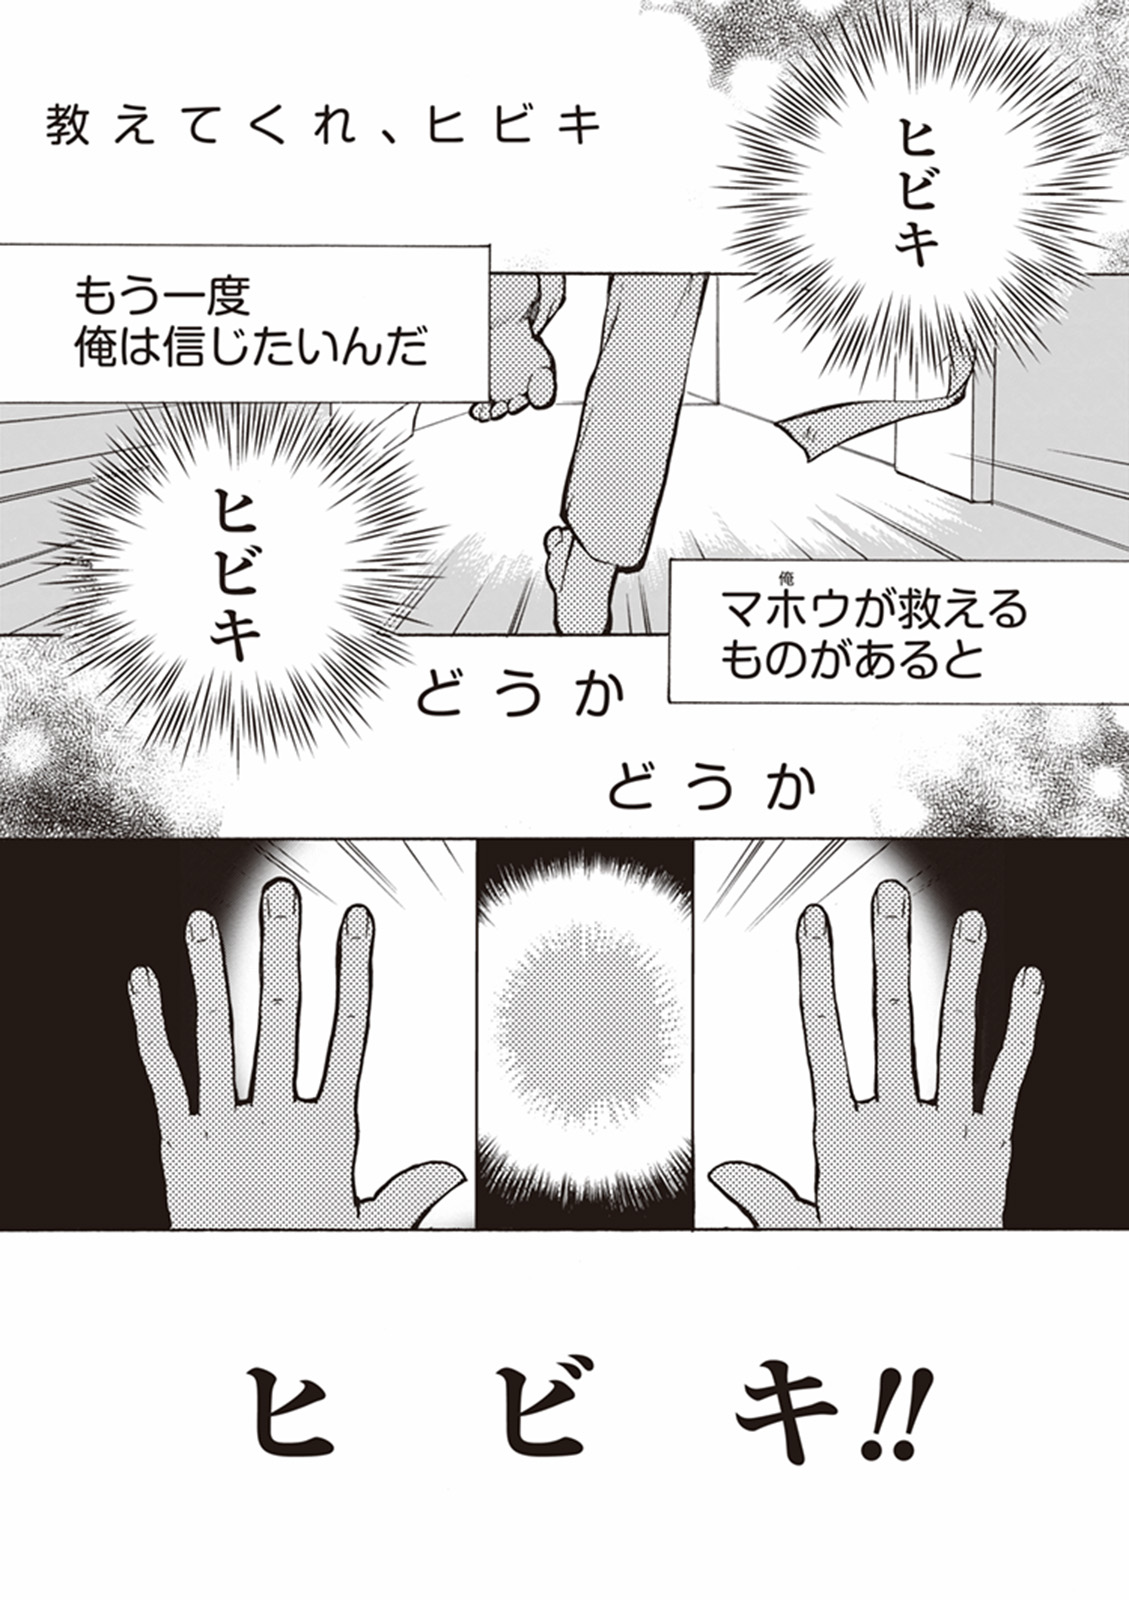 教えてくれ、ヒビキ
ヒビキ
もう一度
俺は信じたいんだ
ヒビキ
俺
マホウが救える
ものがあると
どうか
どうか
ヒビキ!!